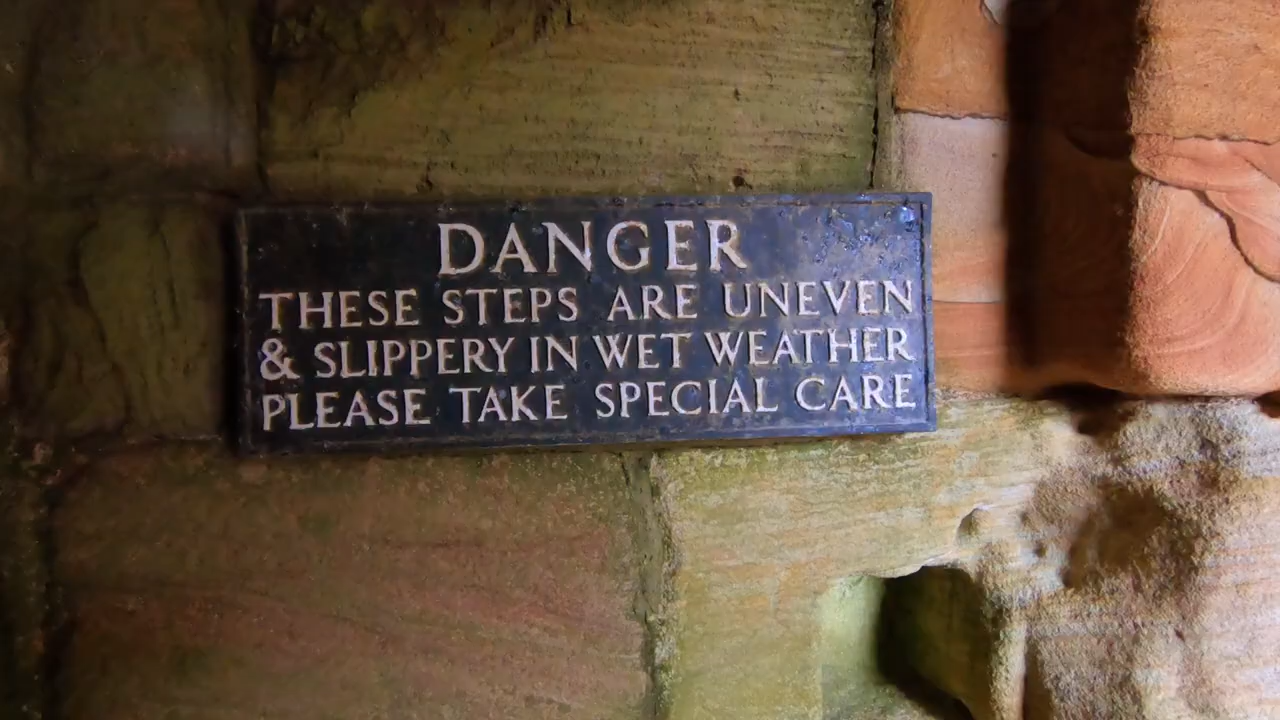 DANGER
THESE STEPS ARE UNEVEN
& SLIPPERY IN WET WEATHER
PLEASE TAKE SPECIAL CARE